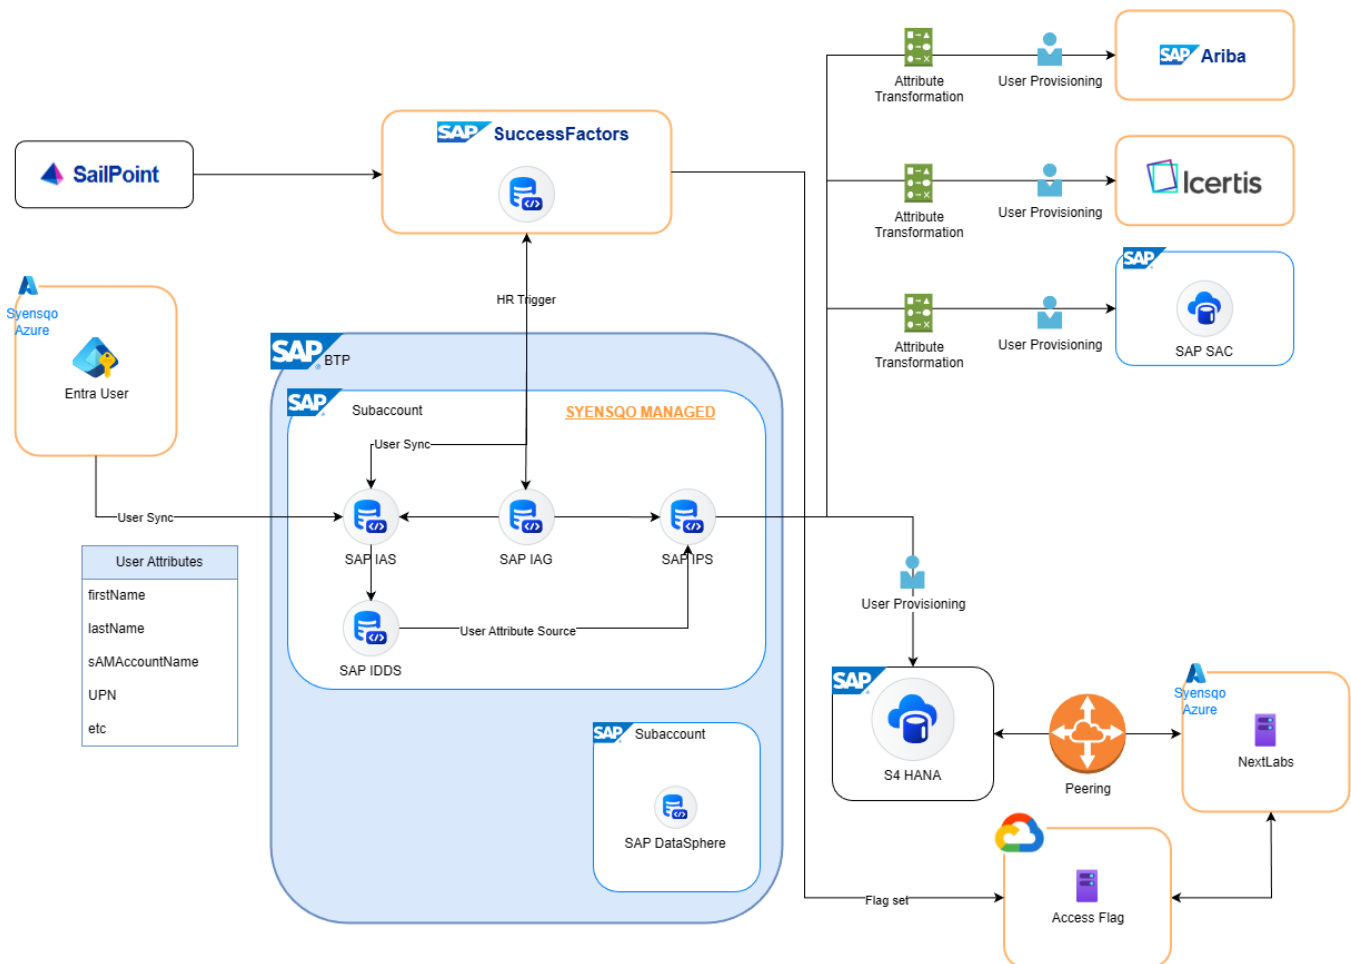 SAP Ariba
Attribute
Transformation
User Provisioning
SailPoint
SAP SuccessFactors
Icertis
Attribute
Transformation
User Provisioning
SAP
SAP SAC
Attribute
Transformation
User Provisioning
HR Trigger
Syensqo
Azure
Entra User
SAP BTP
SAP Subaccount
SYENSQO MANAGED
User Sync
User Sync
SAP IAS
SAP IAG
SAP IPS
User Attributes
firstName
lastName
sAMAccountName
UPN
etc
User Attribute Source
SAP IDDS
User Provisioning
SAP
S4 HANA
Peering
Syensqo
Azure
NextLabs
SAP Subaccount
SAP DataSphere
Flag set
Access Flag